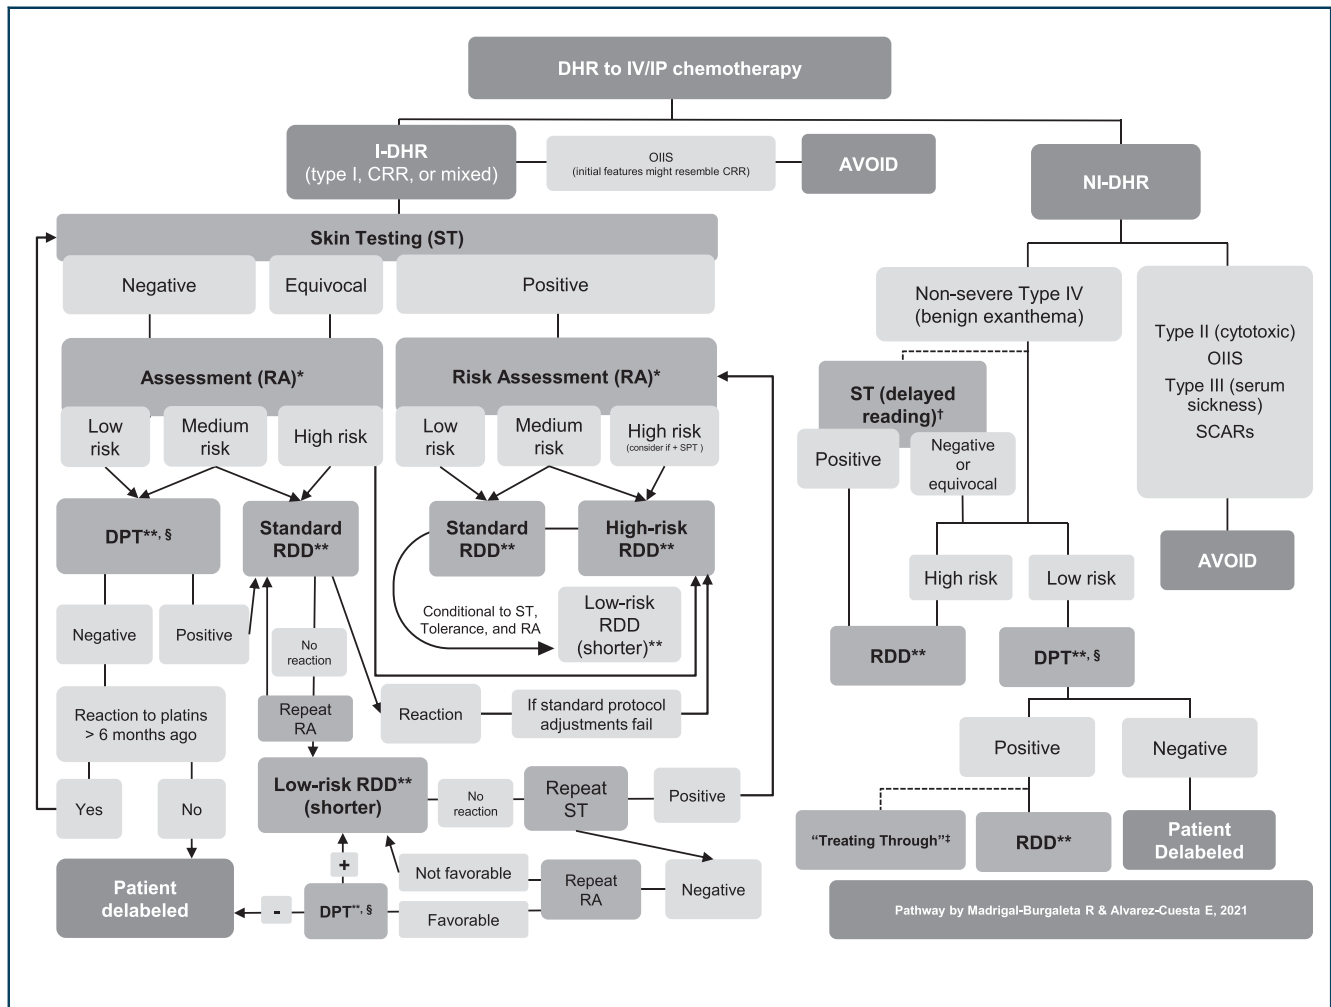 DHR to IV/IP chemotherapy
I-DHR
(type I, CRR, or mixed)
OIIS
(initial features might resemble CRR)
AVOID
NI-DHR
Skin Testing (ST)
Negative
Equivocal
Positive
Assessment (RA)*
Risk Assessment (RA)*
Low
risk
Medium
risk
High risk
Low
risk
Medium
risk
High risk
(consider if + SPT )
DPT**, §
Standard
RDD**
Standard
RDD**
High-risk
RDD**
Negative
Positive
No
reaction
Conditional to ST,
Tolerance, and RA
Low-risk
RDD
(shorter)**
Reaction to platins
> 6 months ago
Repeat
RA
Reaction
If standard protocol
adjustments fail
Yes
No
Low-risk RDD**
(shorter)
No
reaction
Repeat
ST
Positive
+
Not favorable
Repeat
RA
Negative
Patient
delabeled
-
DPT**, §
Favorable
Non-severe Type IV
(benign exanthema)
Type II (cytotoxic)
OIIS
Type III (serum
sickness)
SCARs
ST (delayed
reading)†
Positive
Negative
or
equivocal
AVOID
High risk
Low risk
RDD**
DPT**, §
Positive
Negative
“Treating Through”‡
RDD**
Patient
Delabeled
Pathway by Madrigal-Burgaleta R & Alvarez-Cuesta E, 2021